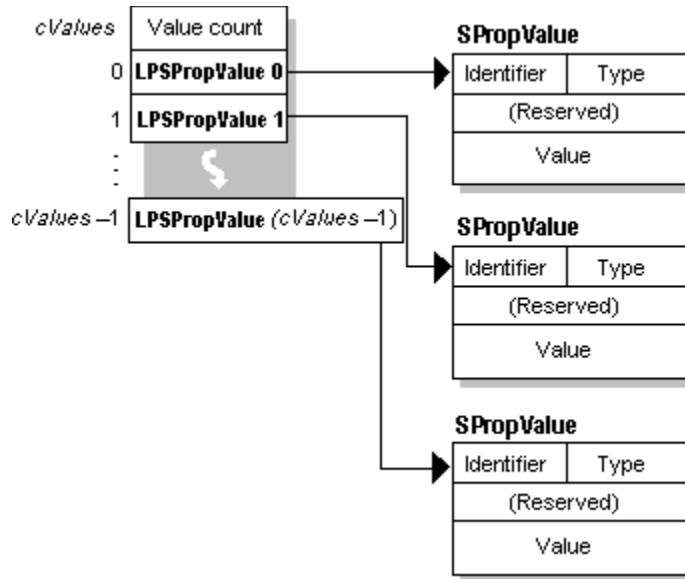 cValues Value count
0 LPSPropValue 0
1 LPSPropValue 1
cValues –1 LPSPropValue (cValues –1)
SPropValue
Identifier Type
(Reserved)
Value
SPropValue
Identifier Type
(Reserved)
Value
SPropValue
Identifier Type
(Reserved)
Value